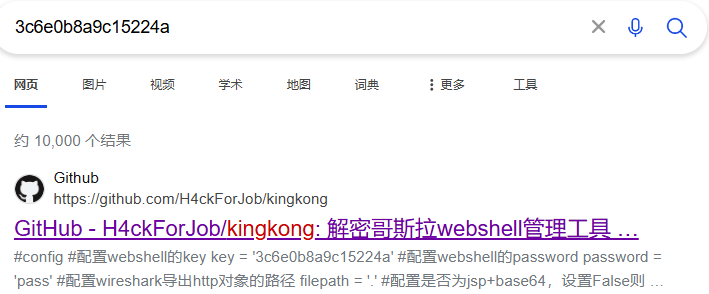 3c6e0b8a9c15224a
网页 图片 视频 学术 地图 词典 更多 工具
约 10,000 个结果
Github
https://github.com/H4ckForJob/kingkong
GitHub - H4ckForJob/kingkong: 解密哥斯拉webshell管理工具 …
#config #配置webshell的key key = '3c6e0b8a9c15224a' #配置webshell的password password =
'pass' #配置wireshark导出http对象的路径 filepath = '.' #配置是否为jsp+base64，设置False则 …